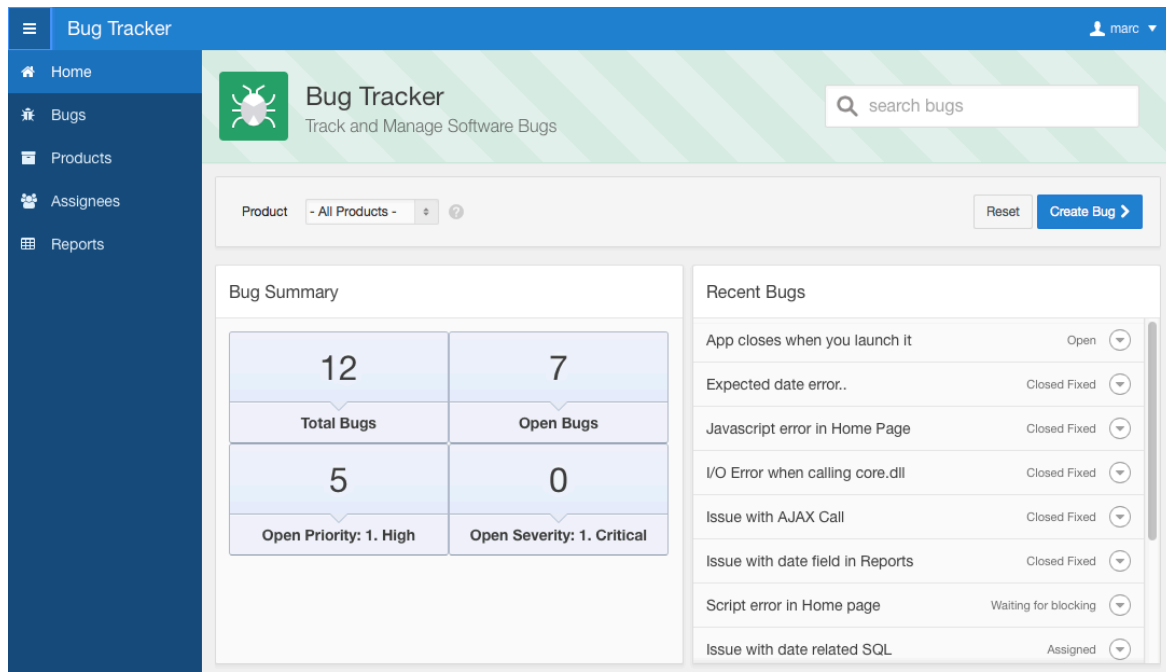 Bug Tracker
marc
Home
Bugs
Products
Assignees
Reports
Bug Tracker
Track and Manage Software Bugs
search bugs
Product - All Products - ?
Reset
Create Bug
Bug Summary
12
Total Bugs
7
Open Bugs
5
Open Priority: 1. High
0
Open Severity: 1. Critical
Recent Bugs
App closes when you launch it Open
Expected date error.. Closed Fixed
Javascript error in Home Page Closed Fixed
I/O Error when calling core.dll Closed Fixed
Issue with AJAX Call Closed Fixed
Issue with date field in Reports Closed Fixed
Script error in Home page Waiting for blocking
Issue with date related SQL Assigned